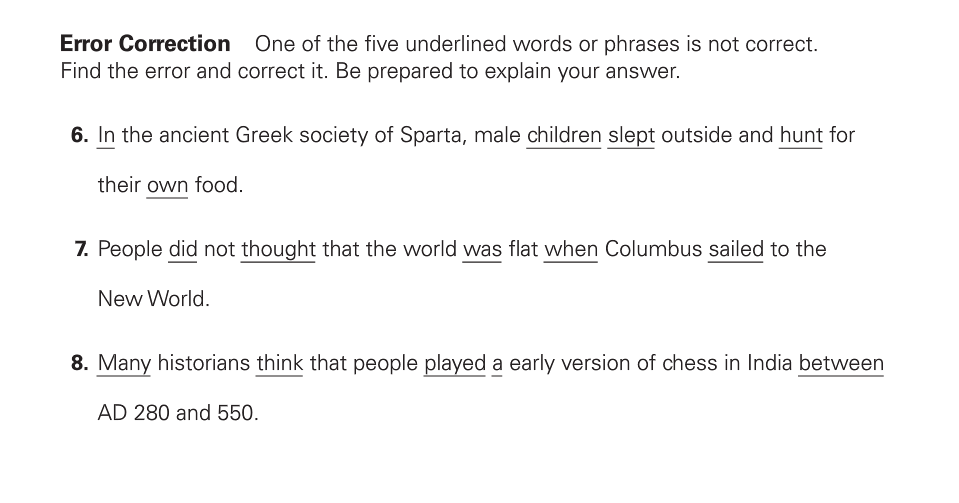 Error Correction One of the five underlined words or phrases is not correct.
Find the error and correct it. Be prepared to explain your answer.
6. In the ancient Greek society of Sparta, male children slept outside and hunt for
their own food.
7. People did not thought that the world was flat when Columbus sailed to the
New World.
8. Many historians think that people played a early version of chess in India between
AD 280 and 550.